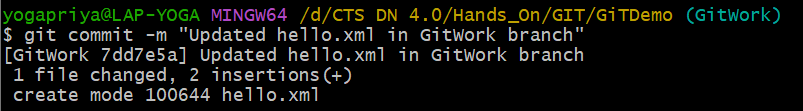 yogapriya@LAP-YOGA MINGW64 /d/CTS DN 4.0/Hands_On/GIT/GiTDemo (GitWork)
$ git commit -m "Updated hello.xml in GitWork branch"
[GitWork 7dd7e5a] Updated hello.xml in GitWork branch
 1 file changed, 2 insertions(+)
 create mode 100644 hello.xml